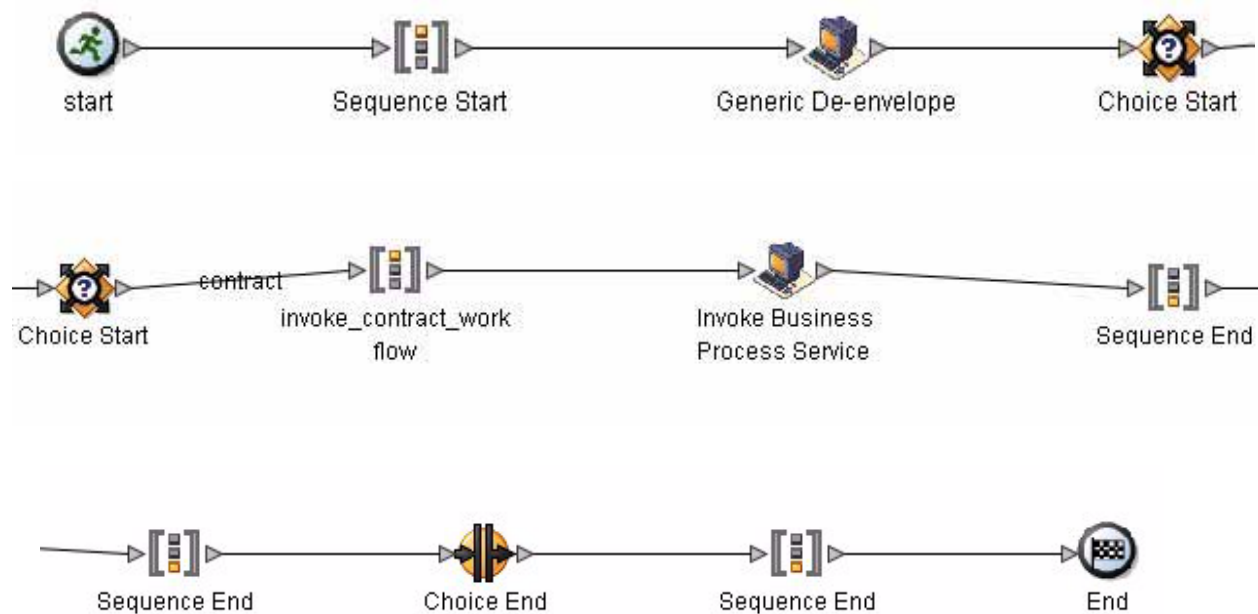 start
Sequence Start
Generic De-envelope
Choice Start
contract
Choice Start
invoke_contract_work
flow
Invoke Business
Process Service
Sequence End
Sequence End
Choice End
Sequence End
End